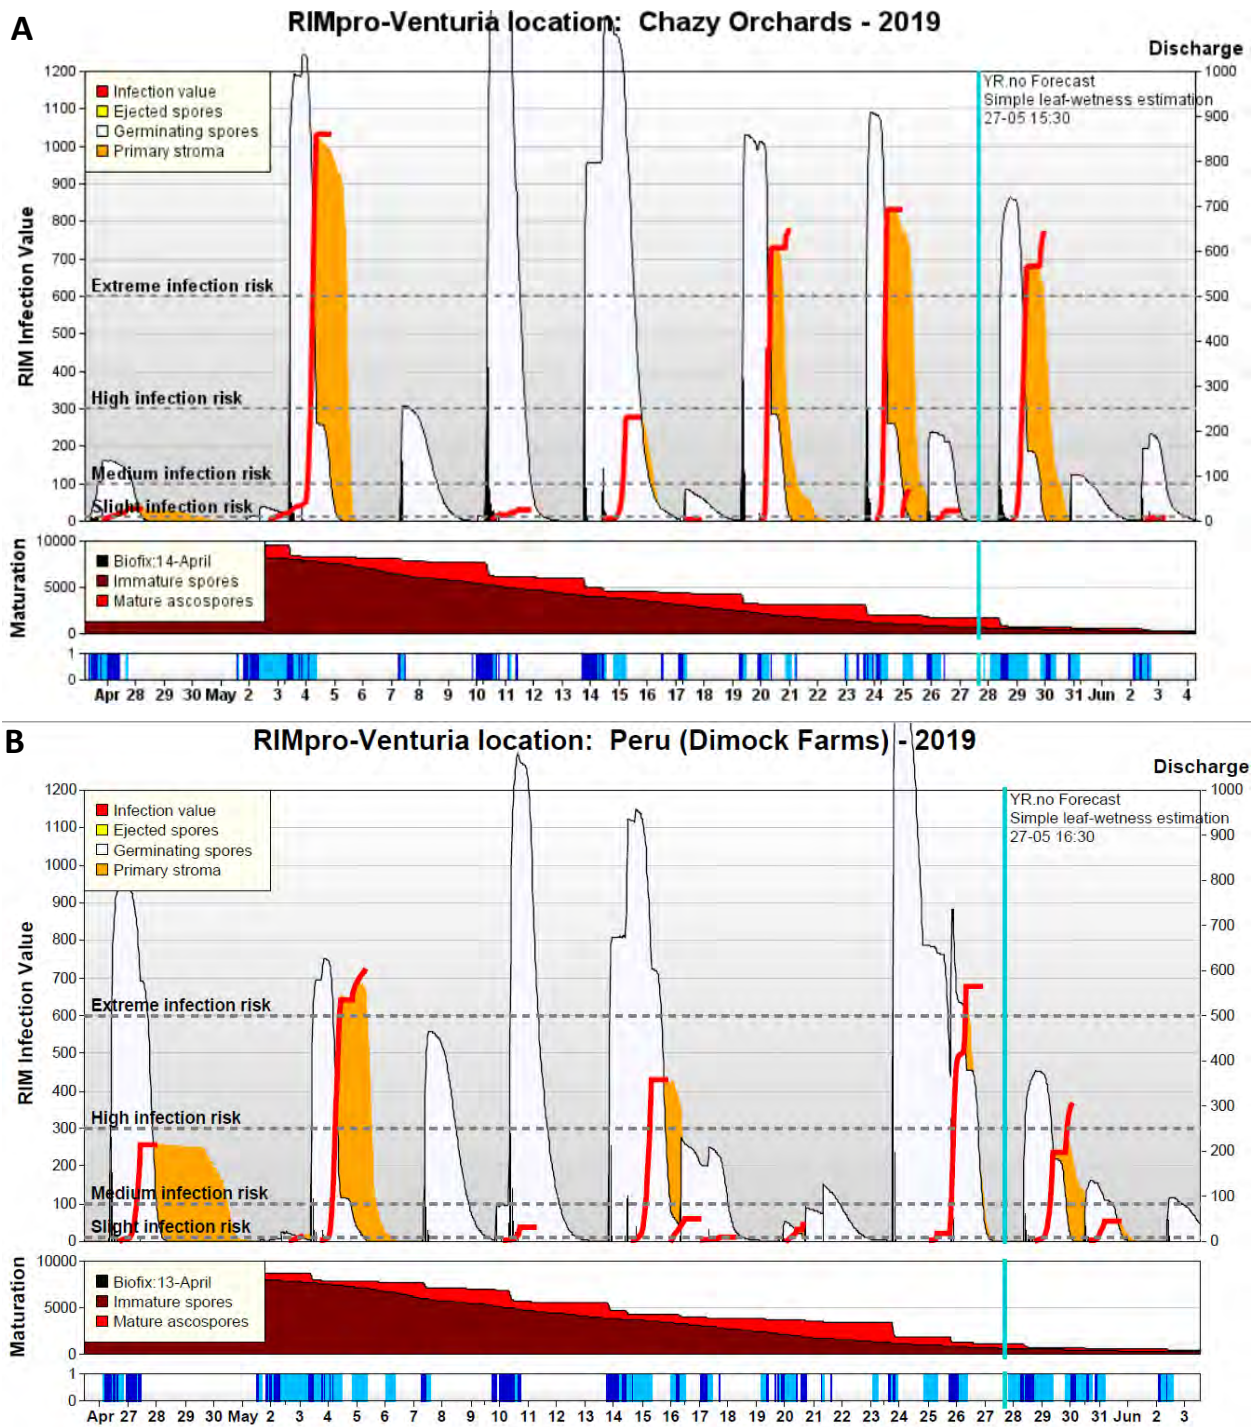 A
RIMpro-Venturia location: Chazy Orchards - 2019
Discharge
1200
1100
1000
900
800
700
600
500
400
300
200
100
0
RIM Infection Value
Infection value
Ejected spores
Germinating spores
Primary stroma
YR.no Forecast
Simple leaf-wetness estimation
27-05 15:30
1000
900
800
700
600
500
400
300
200
100
0
Extreme infection risk
High infection risk
Medium infection risk
Slight infection risk
Maturation
10000
5000
0
Biofix:14-April
Immature spores
Mature ascospores
1
0
Apr 28 29 30 May 2 3 4 5 6 7 8 9 10 11 12 13 14 15 16 17 18 19 20 21 22 23 24 25 26 27 28 29 30 31 Jun 2 3 4
B
RIMpro-Venturia location: Peru (Dimock Farms) - 2019
Discharge
1200
1100
1000
900
800
700
600
500
400
300
200
100
0
RIM Infection Value
Infection value
Ejected spores
Germinating spores
Primary stroma
YR.no Forecast
Simple leaf-wetness estimation
27-05 16:30
1000
900
800
700
600
500
400
300
200
100
0
Extreme infection risk
High infection risk
Medium infection risk
Slight infection risk
Maturation
10000
5000
0
Biofix:13-April
Immature spores
Mature ascospores
1
0
Apr 27 28 29 30 May 2 3 4 5 6 7 8 9 10 11 12 13 14 15 16 17 18 19 20 21 22 23 24 25 26 27 28 29 30 31 Jun 2 3